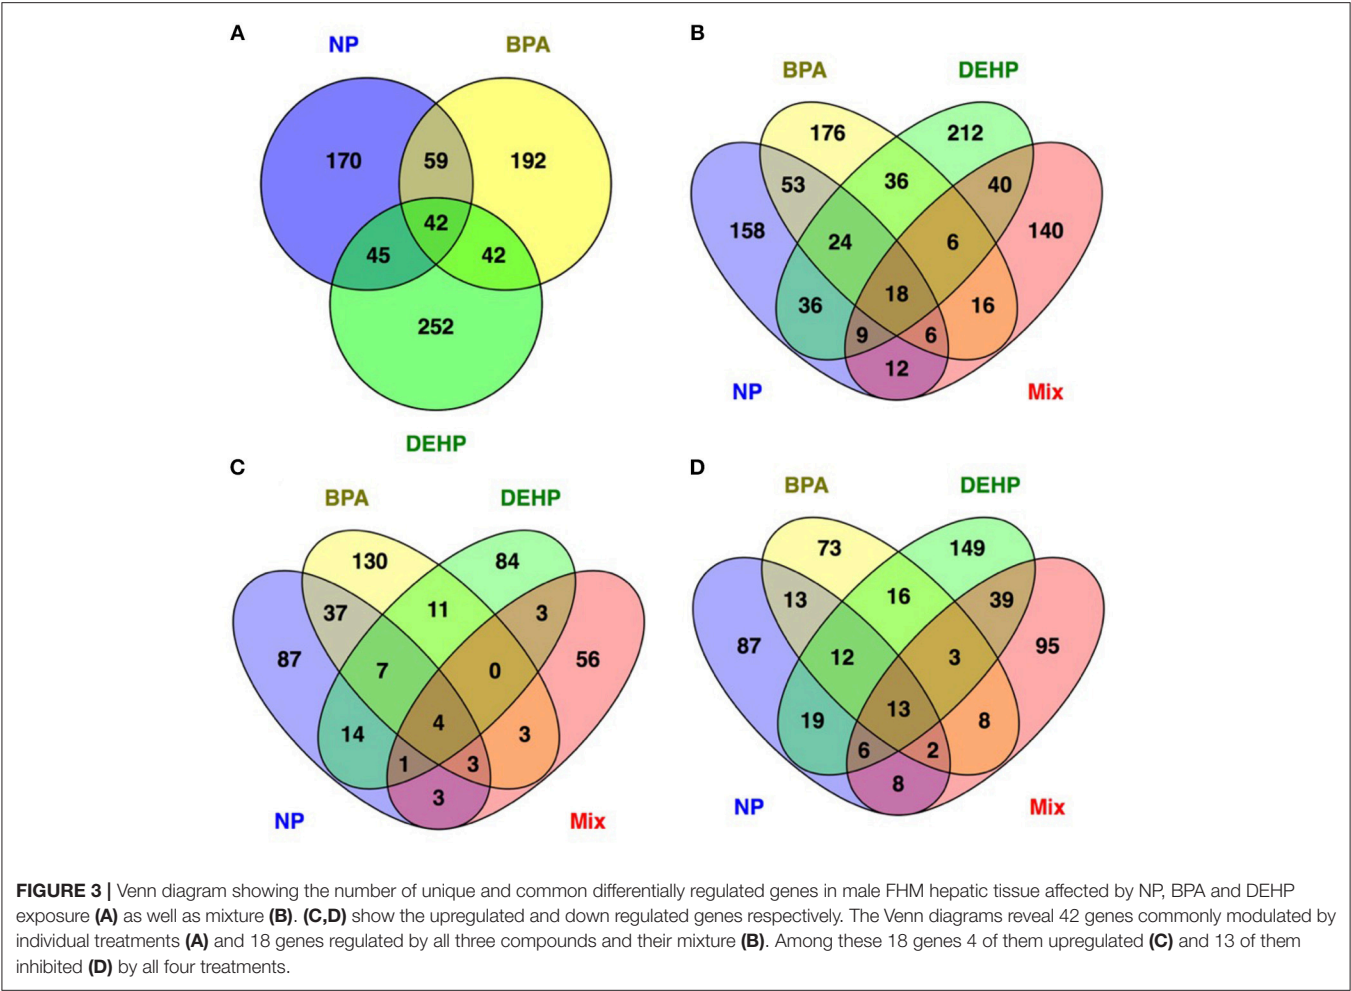 A
NP
BPA
170
59
192
42
45
42
252
DEHP
B
BPA
DEHP
176
212
53
36
40
158
24
6
140
18
36
16
9
6
12
NP
Mix
C
BPA
DEHP
130
84
37
11
3
87
7
0
56
4
14
3
1
3
3
NP
Mix
D
BPA
DEHP
73
149
13
16
39
87
12
3
95
13
19
8
6
2
8
NP
Mix
FIGURE 3 | Venn diagram showing the number of unique and common differentially regulated genes in male FHM hepatic tissue affected by NP, BPA and DEHP
exposure (A) as well as mixture (B). (C,D) show the upregulated and down regulated genes respectively. The Venn diagrams reveal 42 genes commonly modulated by
individual treatments (A) and 18 genes regulated by all three compounds and their mixture (B). Among these 18 genes 4 of them upregulated (C) and 13 of them
inhibited (D) by all four treatments.